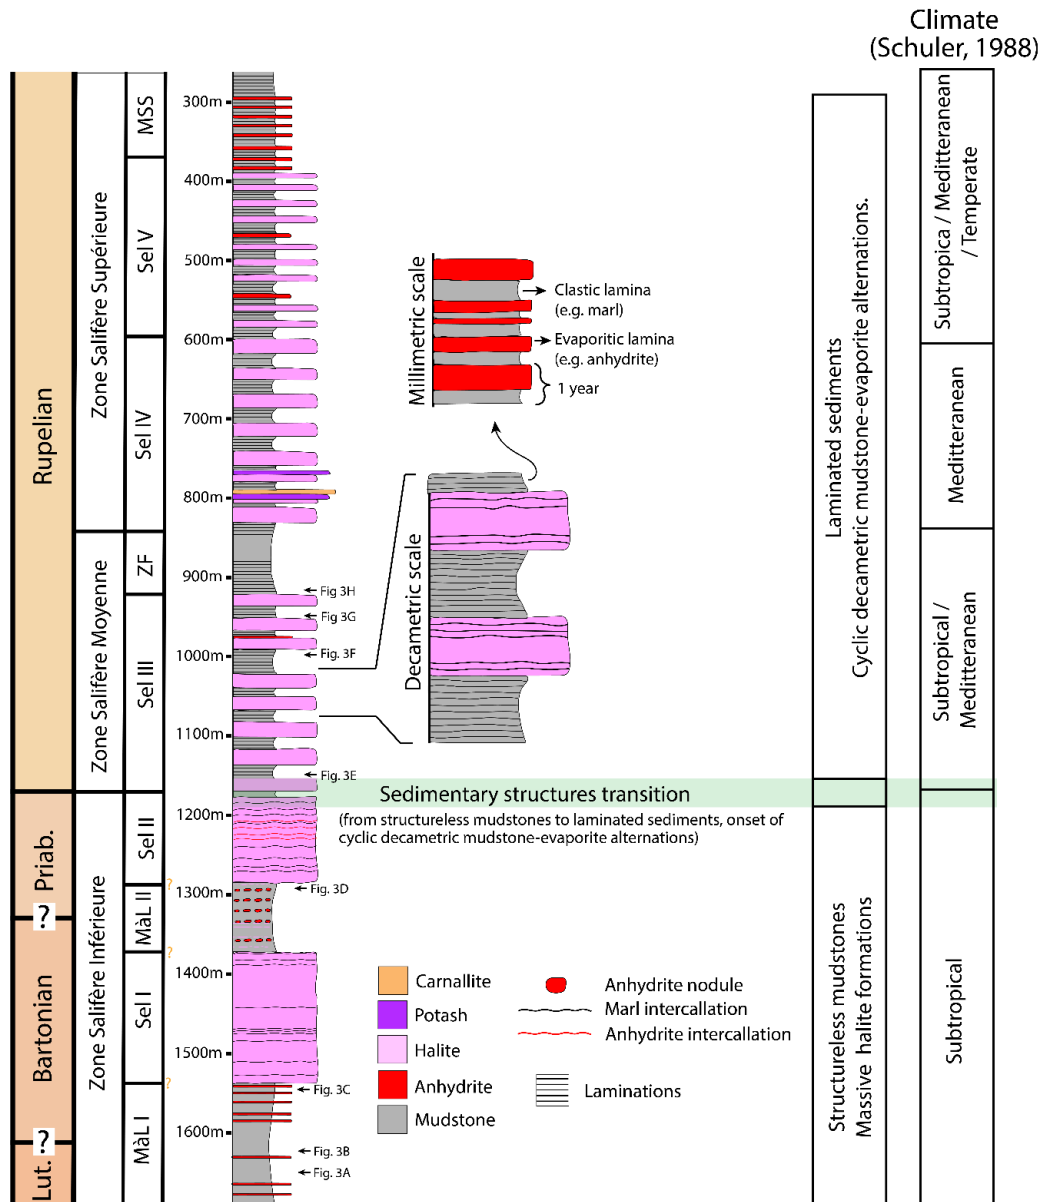 Climate
(Schuler, 1988)
Rupelian
Priab.
?
Bartonian
?
Lut.
Zone Salifère Supérieure
Zone Salifère Moyenne
Zone Salifère Inférieure
MSS
Sel V
Sel IV
ZF
Sel III
Sel II
MàL II
Sel I
MàL I
?
?
?
300m
400m
500m
600m
700m
800m
900m
1000m
1100m
1200m
1300m
1400m
1500m
1600m
Fig 3H
Fig 3G
Fig. 3F
Fig. 3E
Fig. 3D
Fig. 3C
Fig. 3B
Fig. 3A
Millimetric scale
Clastic lamina
(e.g. marl)
Evaporitic lamina
(e.g. anhydrite)
1 year
Decametric scale
Sedimentary structures transition
(from structureless mudstones to laminated sediments, onset of
cyclic decametric mudstone-evaporite alternations)
Carnallite
Potash
Halite
Anhydrite
Mudstone
Anhydrite nodule
Marl intercallation
Anhydrite intercallation
Laminations
Laminated sediments
Cyclic decametric mudstone-evaporite alternations.
Structureless mudstones
Massive halite formations
Subtropica / Meditteranean
/ Temperate
Meditteranean
Subtropical /
Meditteranean
Subtropical